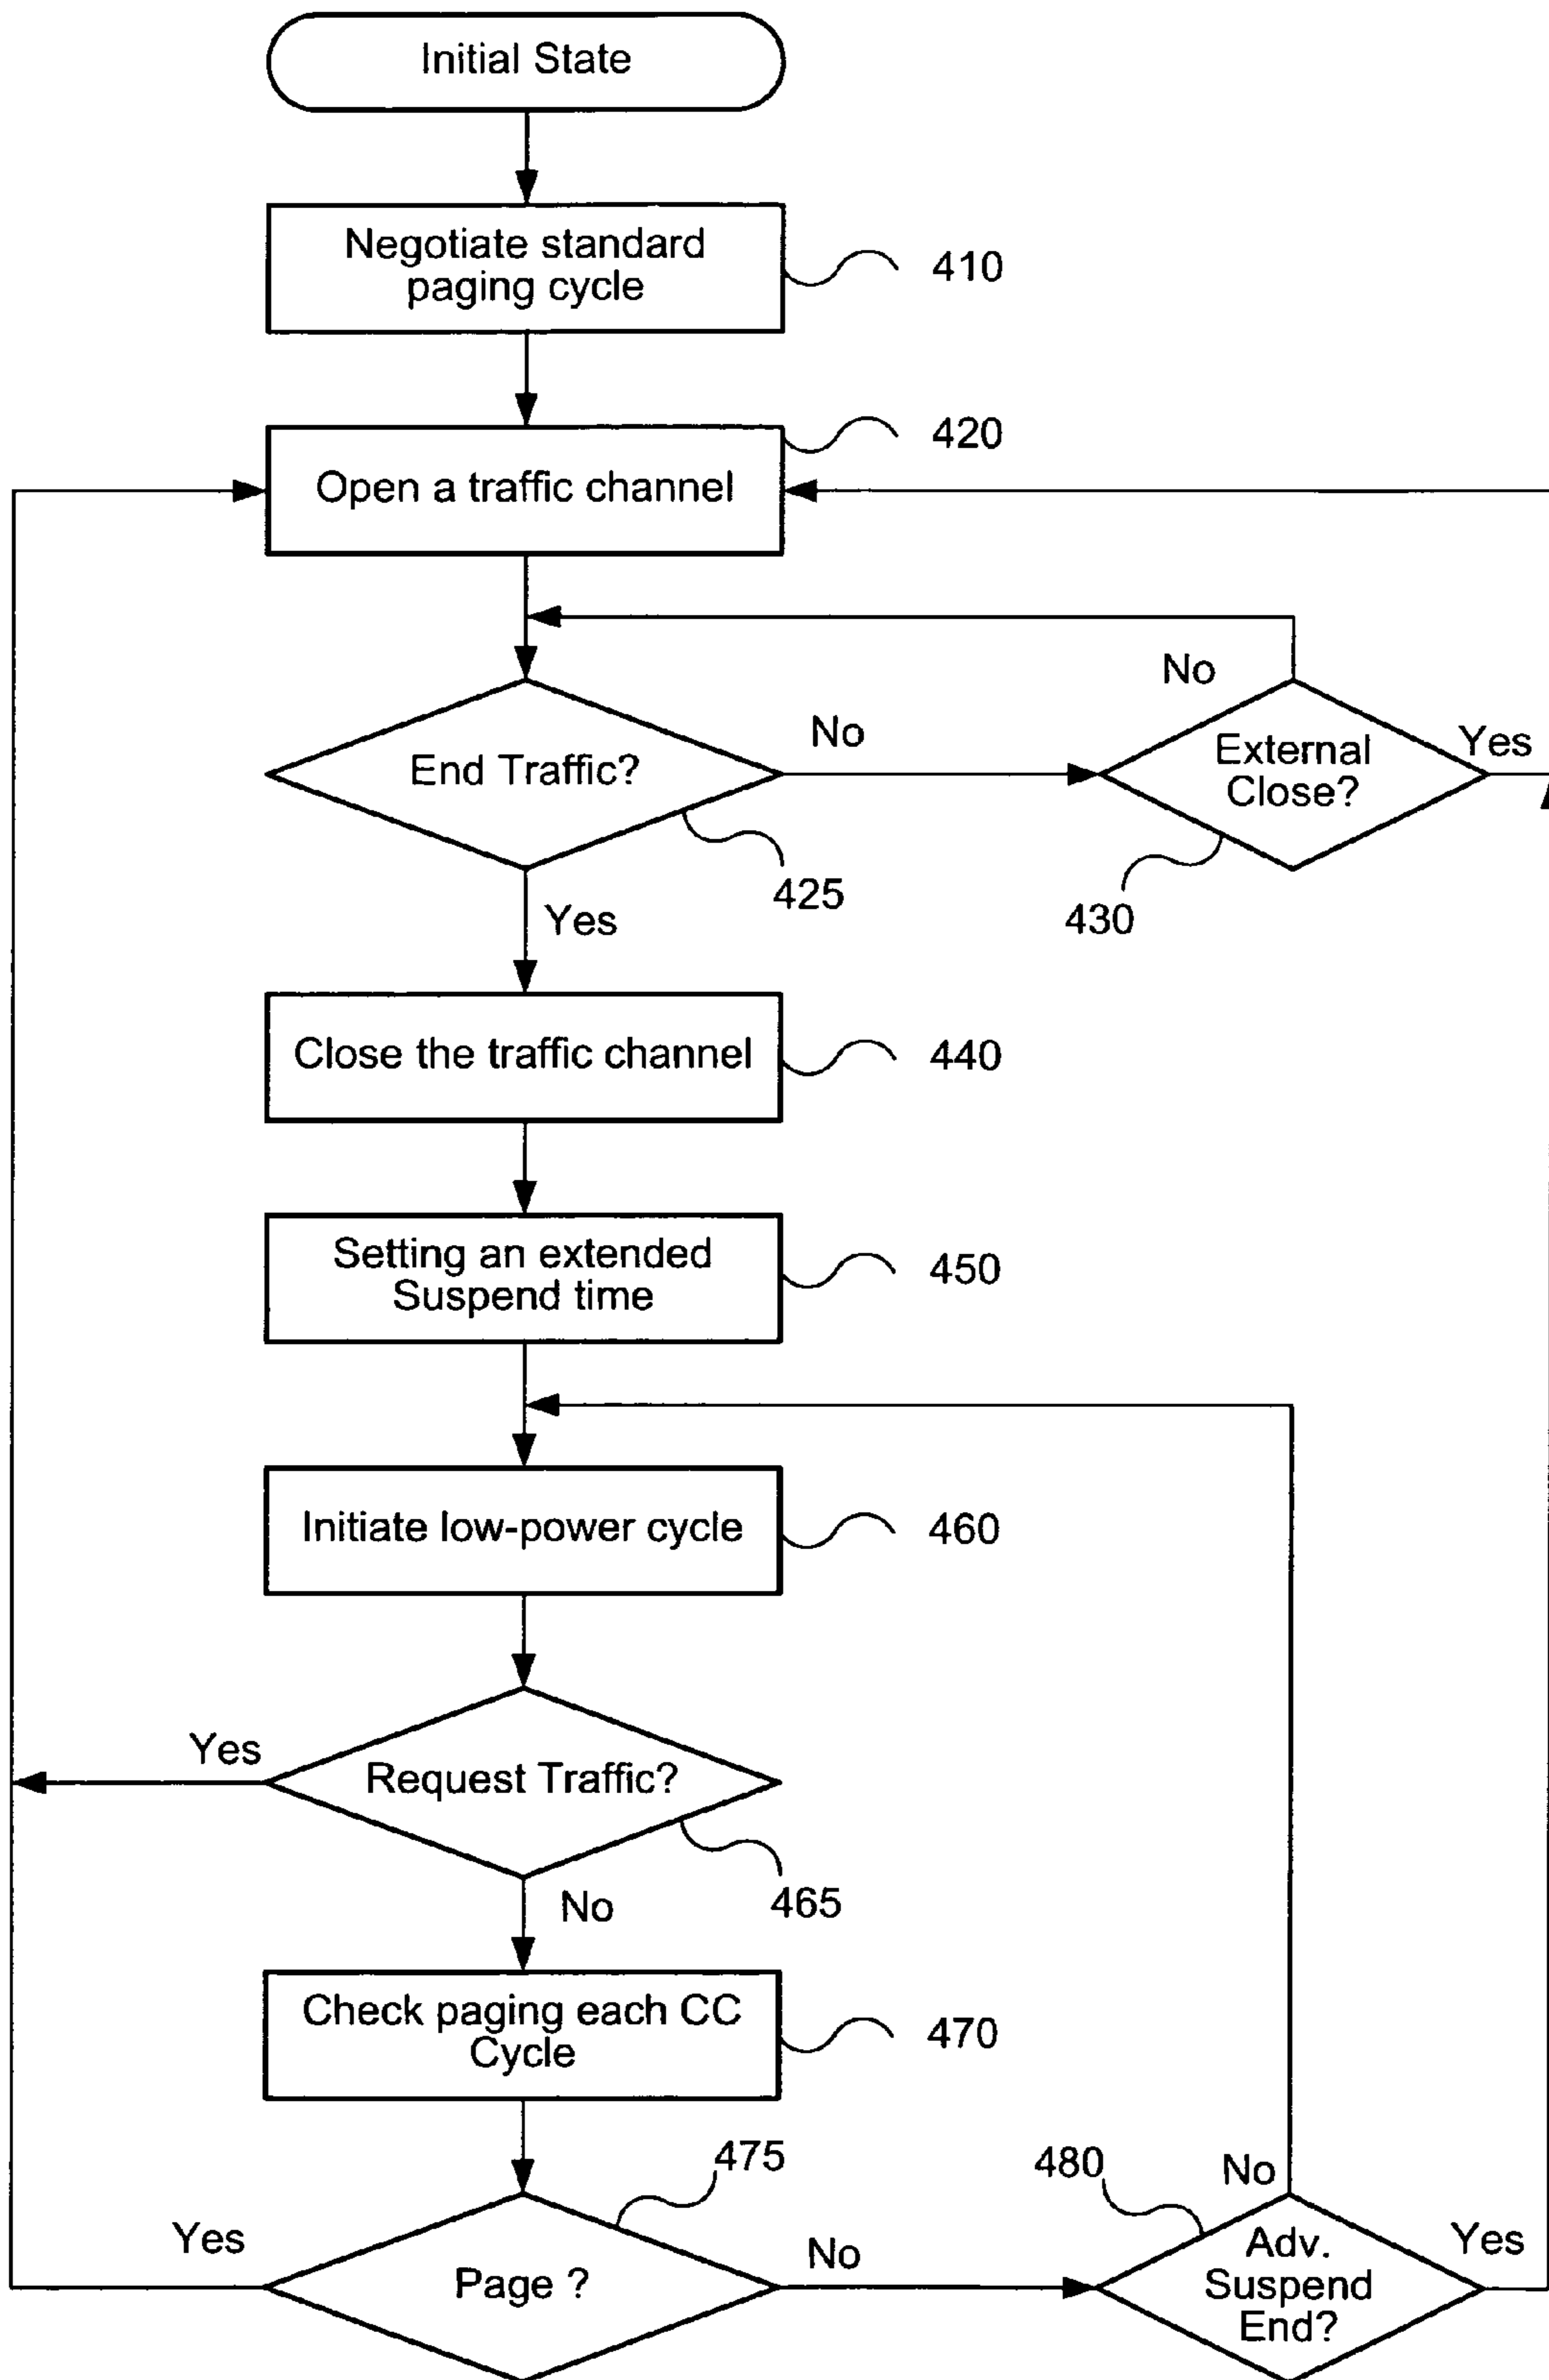 Initial State
Negotiate standard
paging cycle
410
420
Open a traffic channel
No
End Traffic?
No
External
Close?
Yes
425
430
Yes
Close the traffic channel
440
Setting an extended
Suspend time
450
Initiate low-power cycle
460
Yes
Request Traffic?
465
No
Check paging each CC
Cycle
470
475
480
No
Yes
Page ?
No
Adv.
Suspend
End?
Yes